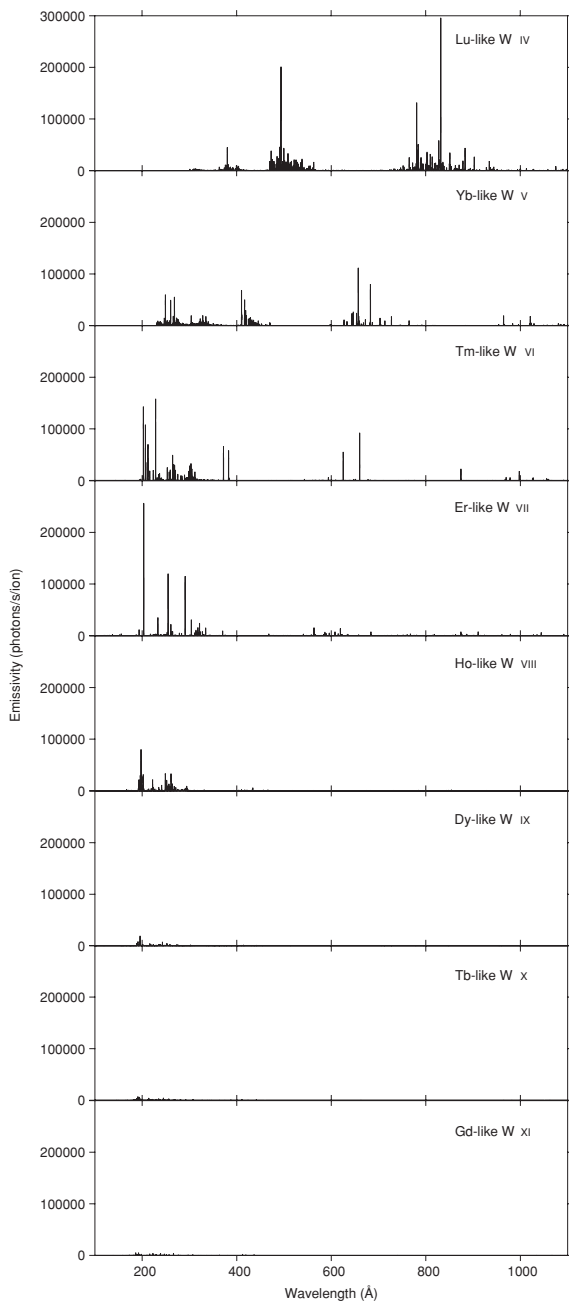 300000
Lu-like W IV
200000
100000
0
Yb-like W V
200000
100000
0
Tm-like W VI
200000
100000
0
Er-like W VII
200000
100000
0
Emissivity (photons/s/ion)
Ho-like W VIII
200000
100000
0
Dy-like W IX
200000
100000
0
Tb-like W X
200000
100000
0
Gd-like W XI
200000
100000
0
200 400 600 800 1000
Wavelength (Å)